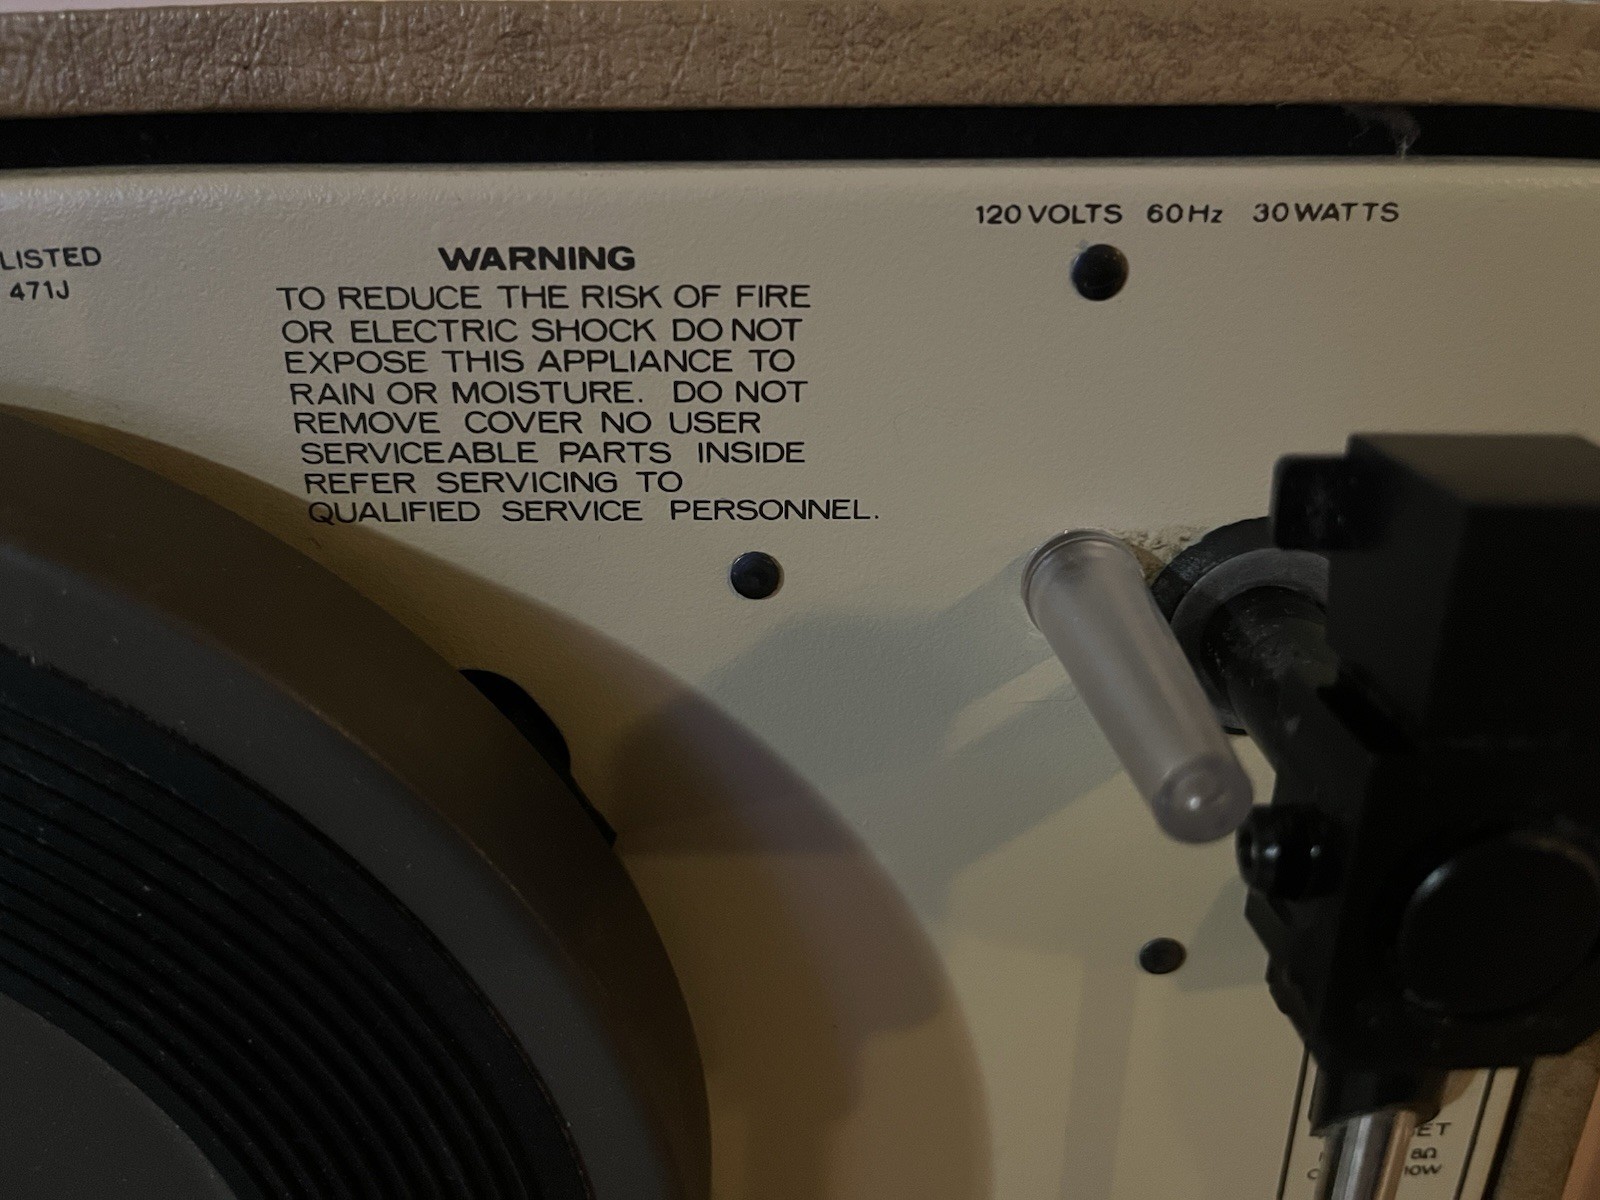 120 VOLTS 60Hz 30 WATTS
LISTED
471J
WARNING
TO REDUCE THE RISK OF FIRE
OR ELECTRIC SHOCK DO NOT
EXPOSE THIS APPLIANCE TO
RAIN OR MOISTURE. DO NOT
REMOVE COVER NO USER
SERVICEABLE PARTS INSIDE
REFER SERVICING TO
QUALIFIED SERVICE PERSONNEL.
8Ω